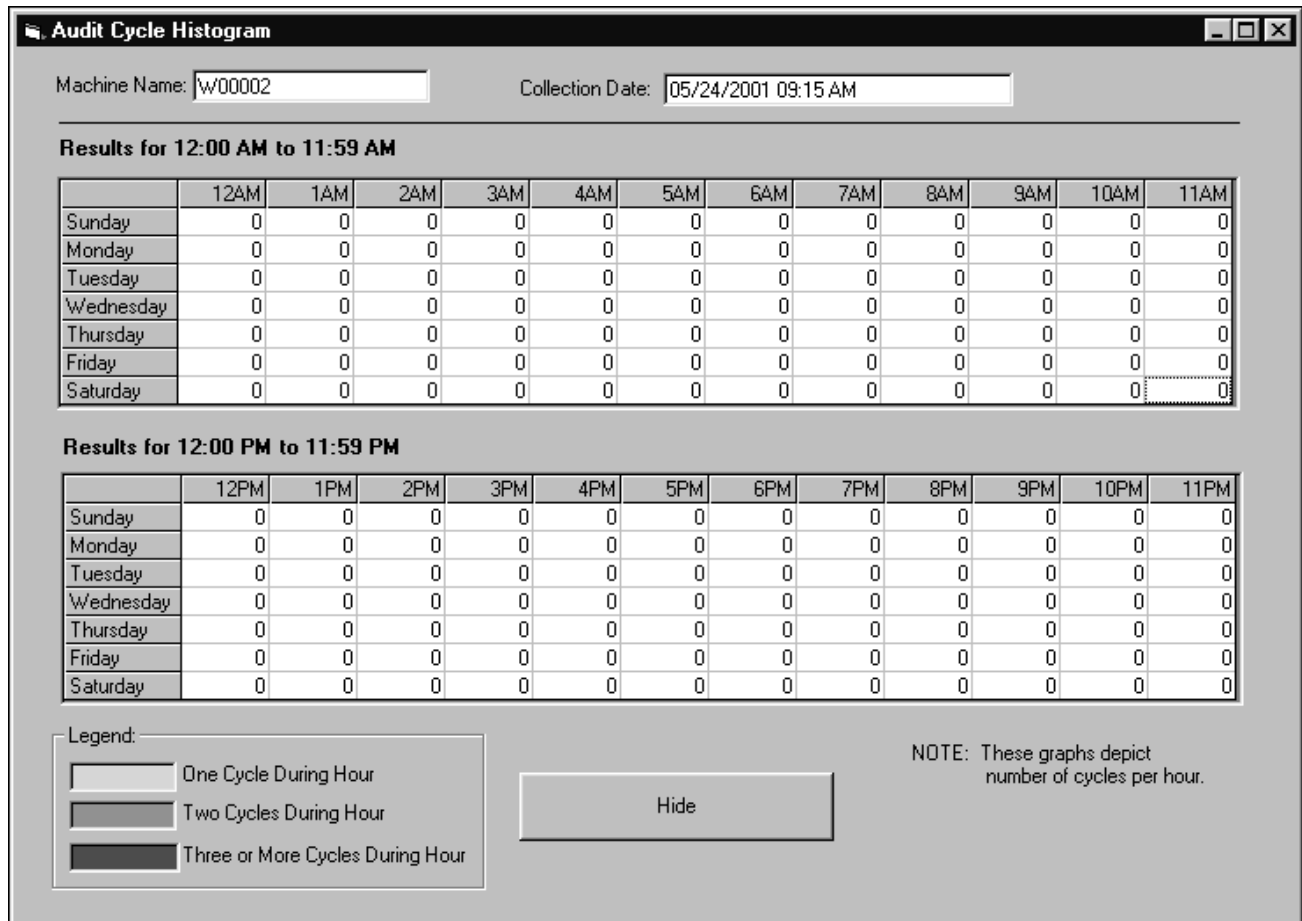 Audit Cycle Histogram
Machine Name: W00002 Collection Date: 05/24/2001 09:15 AM
Results for 12:00 AM to 11:59 AM
12AM 1AM 2AM 3AM 4AM 5AM 6AM 7AM 8AM 9AM 10AM 11AM
Sunday 0 0 0 0 0 0 0 0 0 0 0 0
Monday 0 0 0 0 0 0 0 0 0 0 0 0
Tuesday 0 0 0 0 0 0 0 0 0 0 0 0
Wednesday 0 0 0 0 0 0 0 0 0 0 0 0
Thursday 0 0 0 0 0 0 0 0 0 0 0 0
Friday 0 0 0 0 0 0 0 0 0 0 0 0
Saturday 0 0 0 0 0 0 0 0 0 0 0 0
Results for 12:00 PM to 11:59 PM
12PM 1PM 2PM 3PM 4PM 5PM 6PM 7PM 8PM 9PM 10PM 11PM
Sunday 0 0 0 0 0 0 0 0 0 0 0 0
Monday 0 0 0 0 0 0 0 0 0 0 0 0
Tuesday 0 0 0 0 0 0 0 0 0 0 0 0
Wednesday 0 0 0 0 0 0 0 0 0 0 0 0
Thursday 0 0 0 0 0 0 0 0 0 0 0 0
Friday 0 0 0 0 0 0 0 0 0 0 0 0
Saturday 0 0 0 0 0 0 0 0 0 0 0 0
Legend:
One Cycle During Hour
Two Cycles During Hour
Three or More Cycles During Hour
Hide
NOTE: These graphs depict
number of cycles per hour.